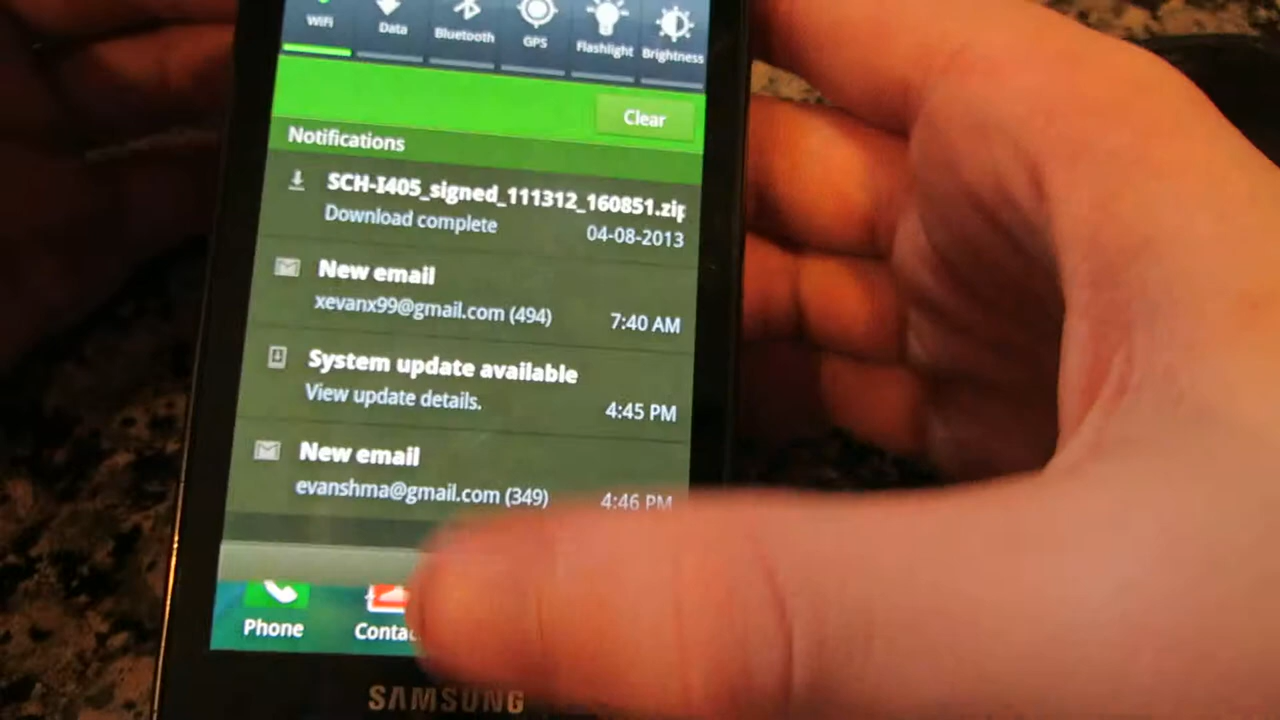 WiFi Data Bluetooth GPS Flashlight Brightness
Clear
Notifications
SCH-I405_signed_111312_160851.zip
Download complete 04-08-2013
New email
xevanx99@gmail.com (494) 7:40 AM
System update available
View update details. 4:45 PM
New email
evanshma@gmail.com (349) 4:46 PM
Phone
SAMSUNG